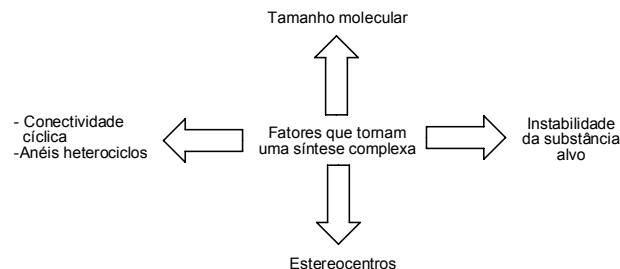 Tamanho molecular
- Conectividade
cíclica
-Anéis heterociclos
Fatores que tornam
uma síntese complexa
Instabilidade
da substância
alvo
Estereocentros